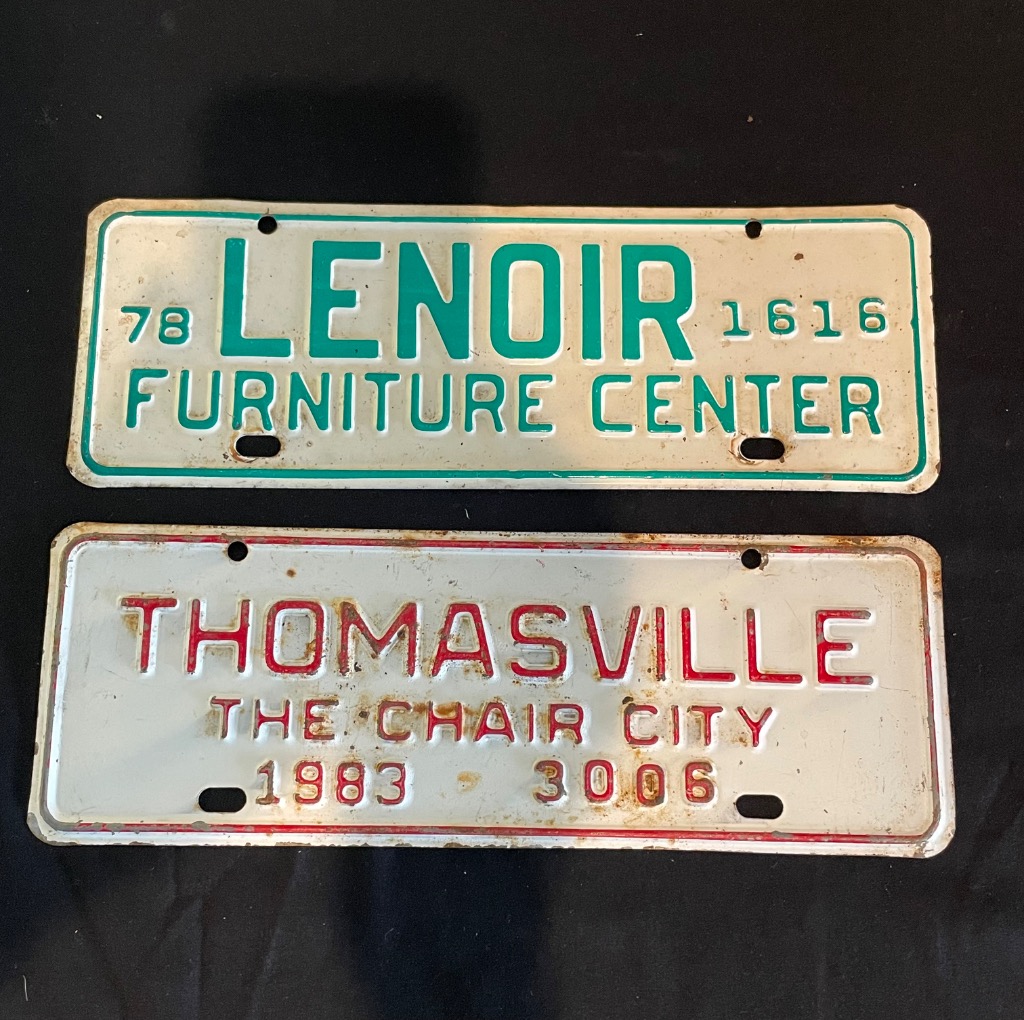 78 LENOIR 1616
FURNITURE CENTER
THOMASVILLE
THE CHAIR CITY
1983 3006